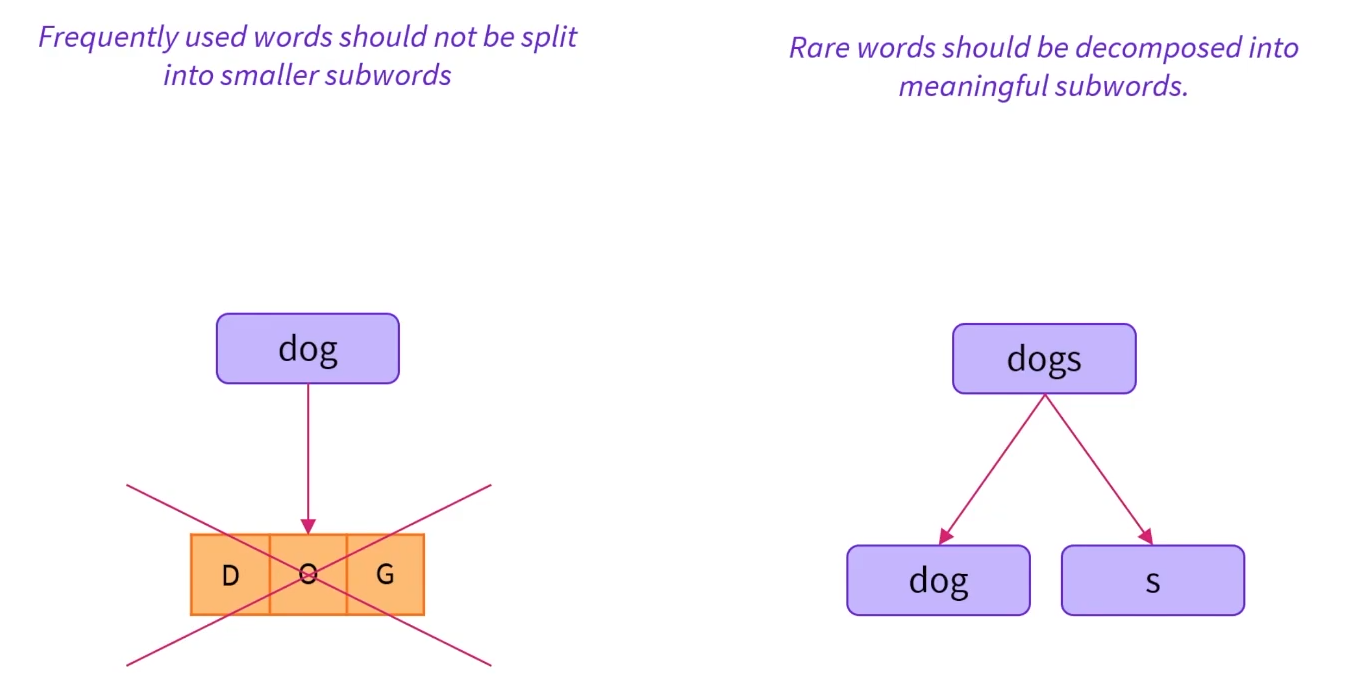 Frequently used words should not be split
into smaller subwords
Rare words should be decomposed into
meaningful subwords.
dog
D O G
dogs
dog
s